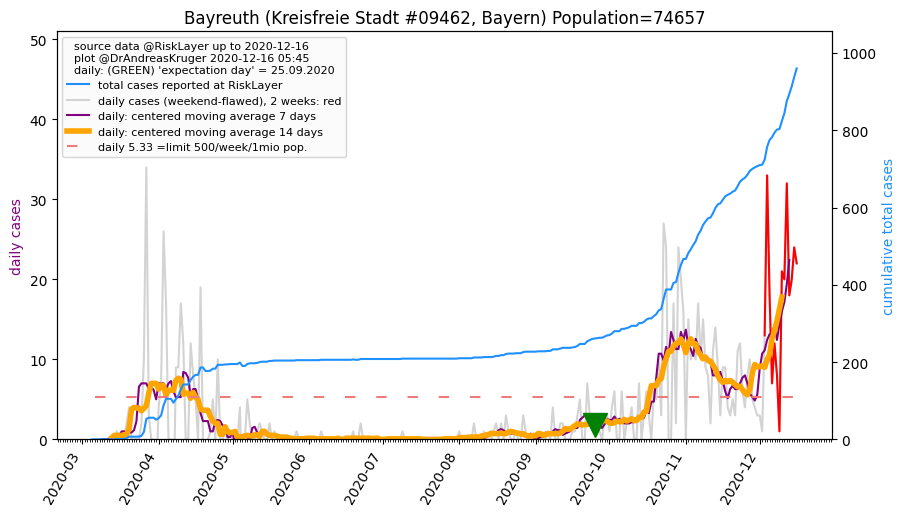 Bayreuth (Kreisfreie Stadt #09462, Bayern) Population=74657
source data @RiskLayer up to 2020-12-16
plot @DrAndreasKruger 2020-12-16 05:45
daily: (GREEN) 'expectation day' = 25.09.2020
total cases reported at RiskLayer
daily cases (weekend-flawed), 2 weeks: red
daily: centered moving average 7 days
daily: centered moving average 14 days
daily 5.33 =limit 500/week/1mio pop.
daily cases
50
40
30
20
10
0
cumulative total cases
1000
800
600
400
200
0
2020-03
2020-04
2020-05
2020-06
2020-07
2020-08
2020-09
2020-10
2020-11
2020-12